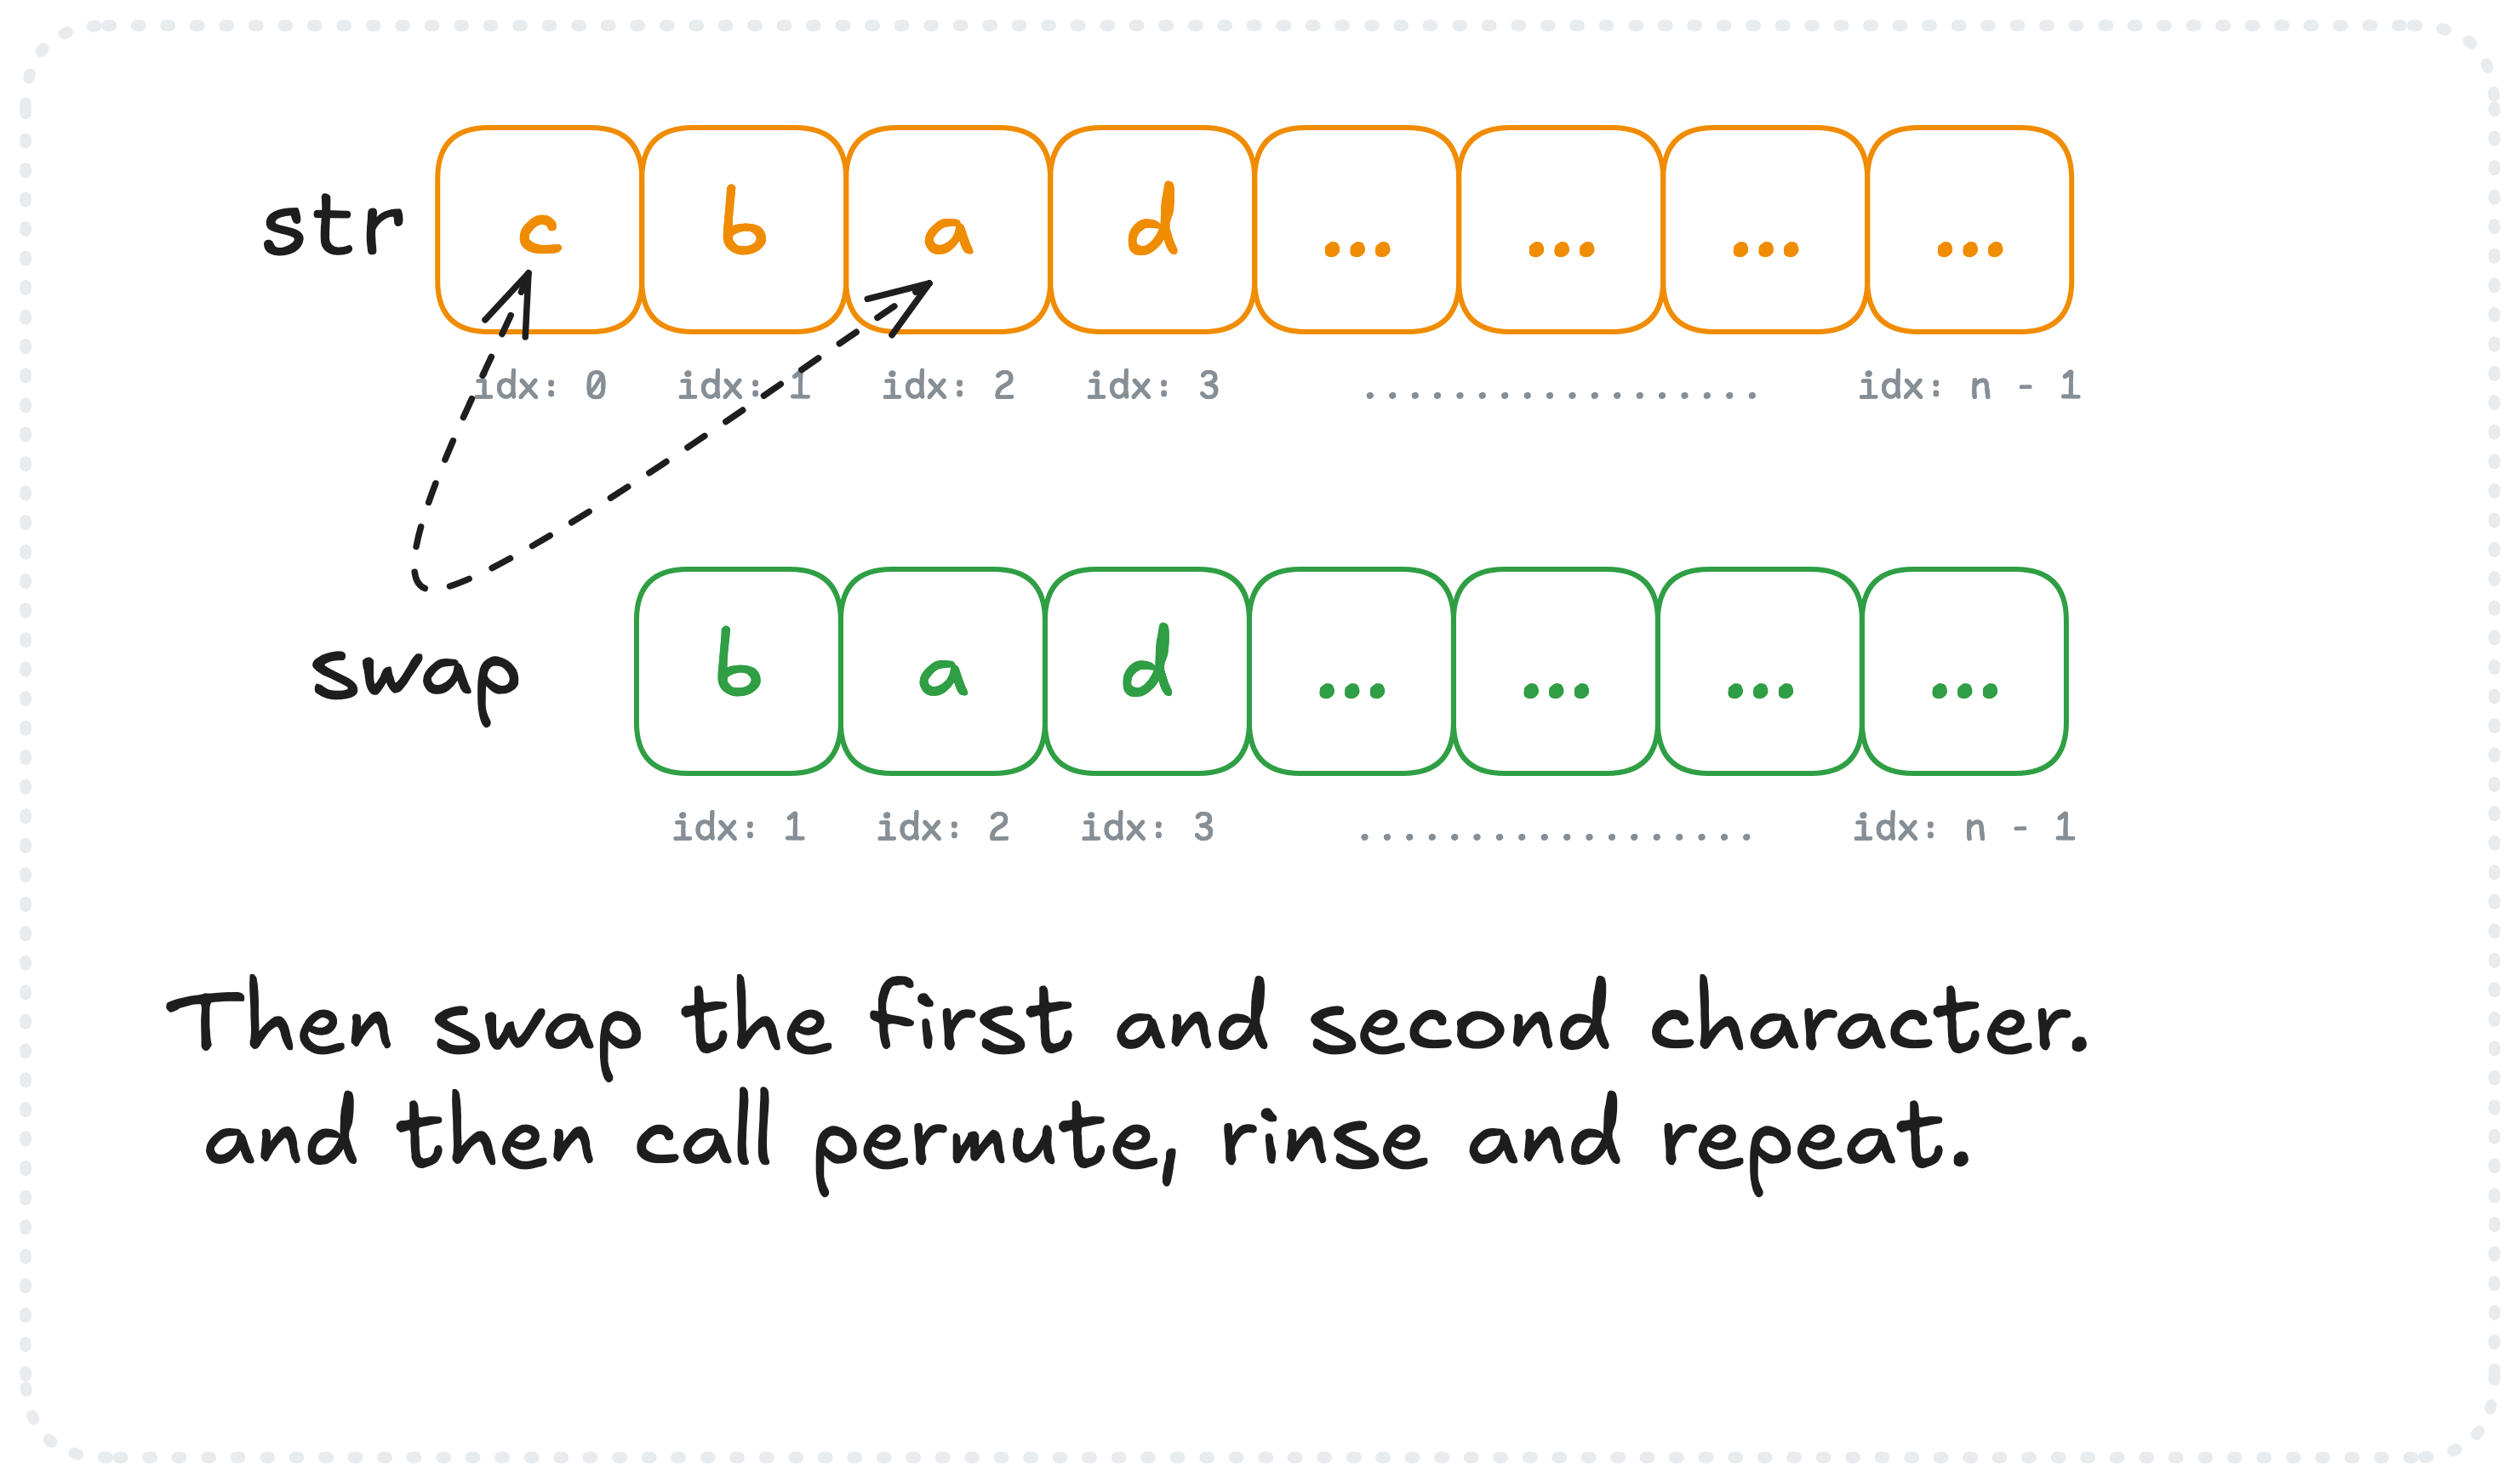 str c b a d ... ... ... ...
idx: 0 idx: 1 idx: 2 idx: 3 .................. idx: n - 1
swap b a d ... ... ... ...
idx: 1 idx: 2 idx: 3 .................. idx: n - 1
Then swap the first and second character.
and then call permute, rinse and repeat.